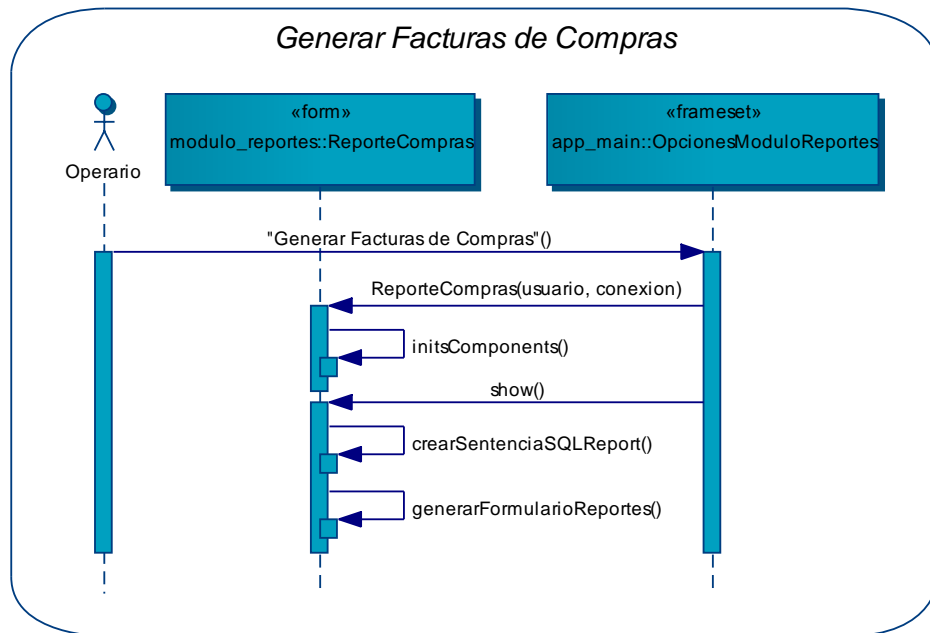 Generar Facturas de Compras
Operario
«form»
modulo_reportes::ReporteCompras
«frameset»
app_main::OpcionesModuloReportes
"Generar Facturas de Compras"()
ReporteCompras(usuario, conexion)
initsComponents()
show()
crearSentenciaSQLReport()
generarFormularioReportes()